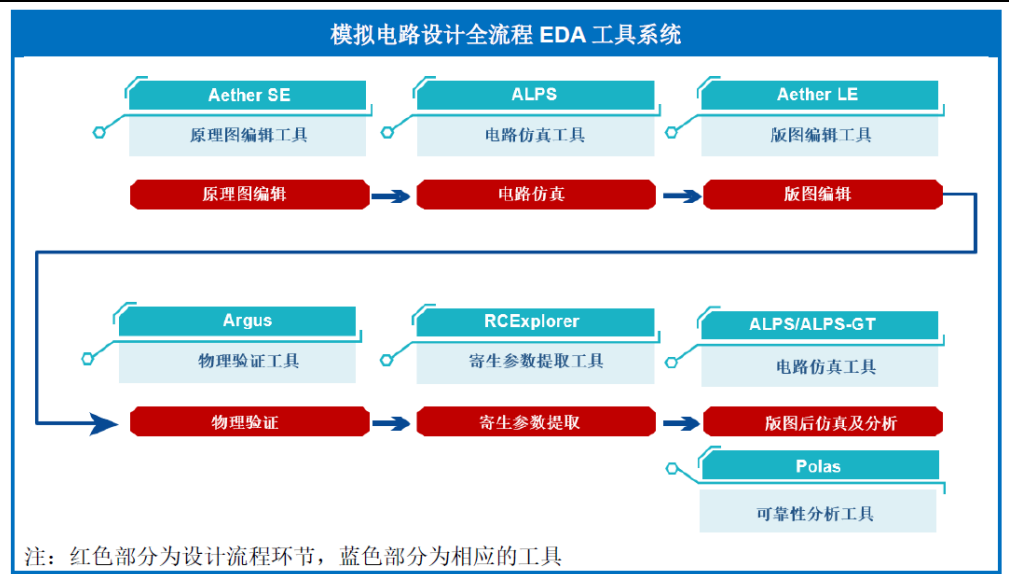 模拟电路设计全流程 EDA 工具系统
Aether SE
原理图编辑工具
ALPS
电路仿真工具
Aether LE
版图编辑工具
原理图编辑
电路仿真
版图编辑
Argus
物理验证工具
RCExplorer
寄生参数提取工具
ALPS/ALPS-GT
电路仿真工具
物理验证
寄生参数提取
版图后仿真及分析
Polas
可靠性分析工具
注：红色部分为设计流程环节，蓝色部分为相应的工具